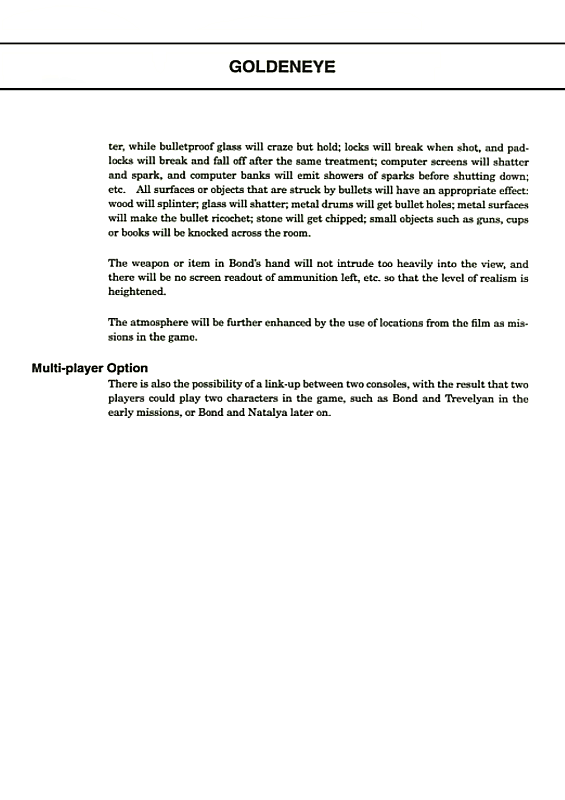 GOLDENEYE
ter, while bulletproof glass will craze but hold; locks will break when shot, and pad-
locks will break and fall off after the same treatment; computer screens will shatter
and spark, and computer banks will emit showers of sparks before shutting down;
etc. All surfaces or objects that are struck by bullets will have an appropriate effect:
wood will splinter; glass will shatter; metal drums will get bullet holes; metal surfaces
will make the bullet ricochet; stone will get chipped; small objects such as guns, cups
or books will be knocked across the room.
The weapon or item in Bond's hand will not intrude too heavily into the view, and
there will be no screen readout of ammunition left, etc. so that the level of realism is
heightened.
The atmosphere will be further enhanced by the use of locations from the film as mis-
sions in the game.
Multi-player Option
There is also the possibility of a link-up between two consoles, with the result that two
players could play two characters in the game, such as Bond and Trevelyan in the
early missions, or Bond and Natalya later on.